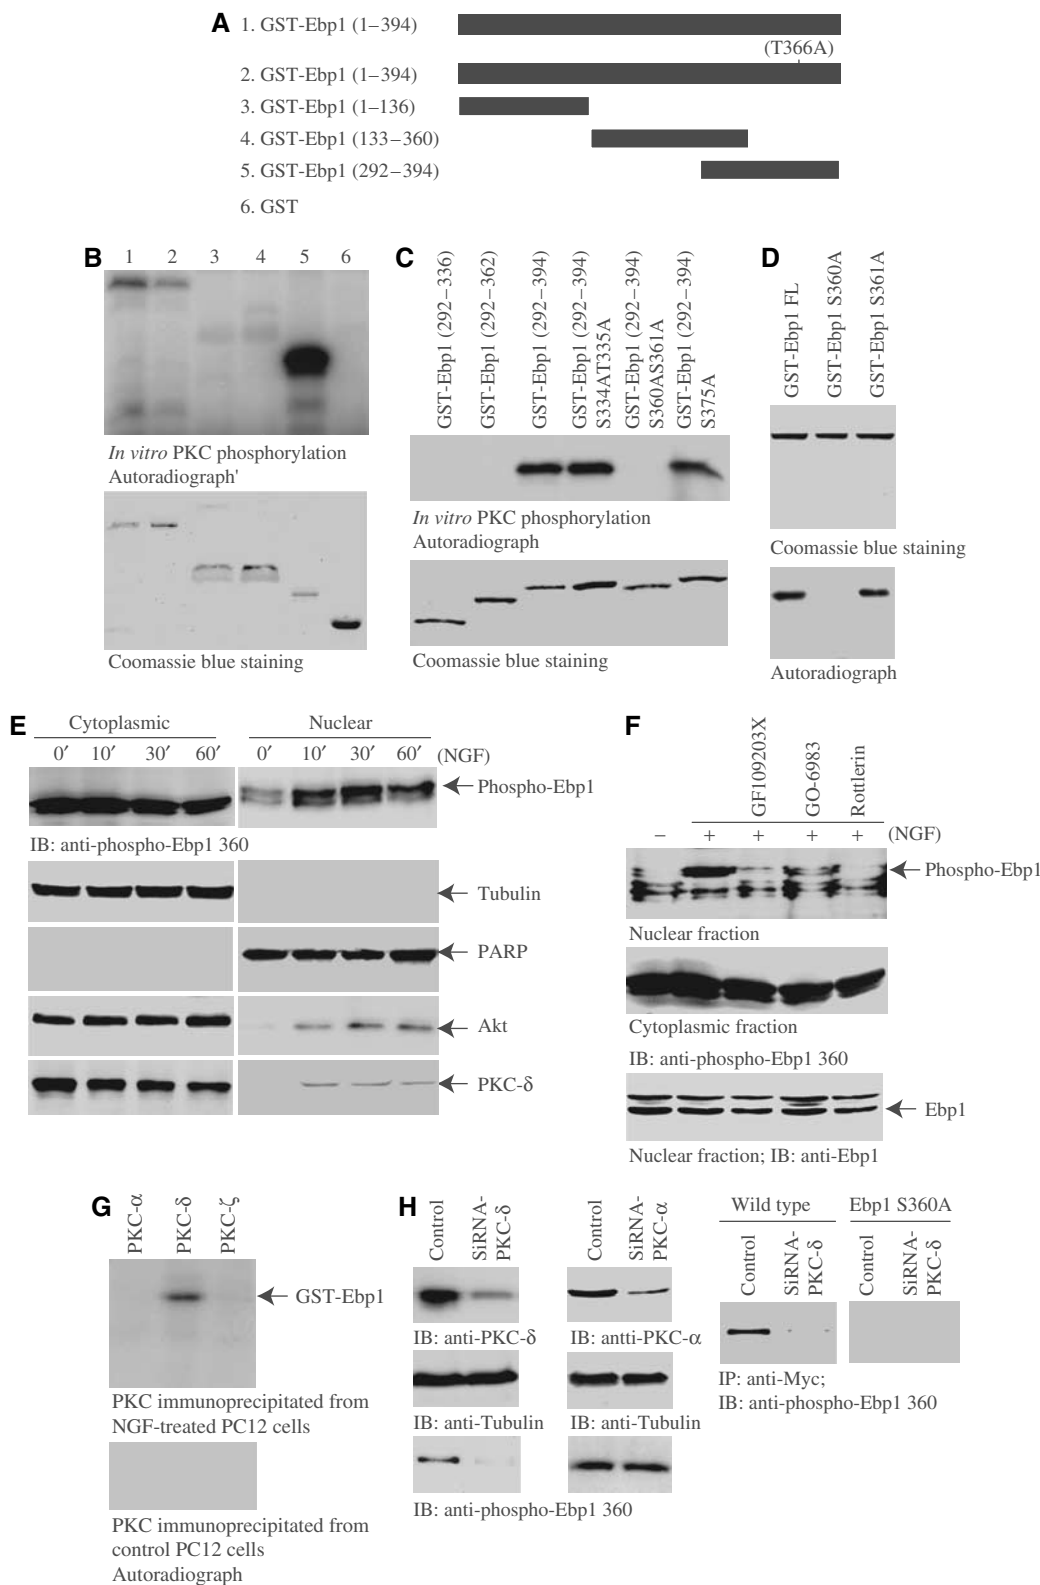 A
1. GST-Ebp1 (1–394)
(T366A)
2. GST-Ebp1 (1–394)
3. GST-Ebp1 (1–136)
4. GST-Ebp1 (133–360)
5. GST-Ebp1 (292–394)
6. GST
B
1 2 3 4 5 6
In vitro PKC phosphorylation
Autoradiograph'
Coomassie blue staining
C
GST-Ebp1 (292–336)
GST-Ebp1 (292–362)
GST-Ebp1 (292–394)
GST-Ebp1 (292–394)
S334AT335A
GST-Ebp1 (292–394)
S360AS361A
GST-Ebp1 (292–394)
S375A
In vitro PKC phosphorylation
Autoradiograph
Coomassie blue staining
D
GST-Ebp1 FL
GST-Ebp1 S360A
GST-Ebp1 S361A
Coomassie blue staining
Autoradiograph
E
Cytoplasmic Nuclear
0′ 10′ 30′ 60′ 0′ 10′ 30′ 60′ (NGF)
Phospho-Ebp1
IB: anti-phospho-Ebp1 360
Tubulin
PARP
Akt
PKC-δ
F
GF109203X
GO-6983
Rottlerin
– + + + + (NGF)
Phospho-Ebp1
Nuclear fraction
Cytoplasmic fraction
IB: anti-phospho-Ebp1 360
Ebp1
Nuclear fraction; IB: anti-Ebp1
G
PKC-α
PKC-δ
PKC-ζ
GST-Ebp1
PKC immunoprecipitated from
NGF-treated PC12 cells
PKC immunoprecipitated from
control PC12 cells
Autoradiograph
H
Control
SiRNA-
PKC-δ
Control
SiRNA-
PKC-α
IB: anti-PKC-δ
IB: antti-PKC-α
IB: anti-Tubulin
IB: anti-Tubulin
IB: anti-phospho-Ebp1 360
Wild type
Ebp1 S360A
Control
SiRNA-
PKC-δ
Control
SiRNA-
PKC-δ
IP: anti-Myc;
IB: anti-phospho-Ebp1 360